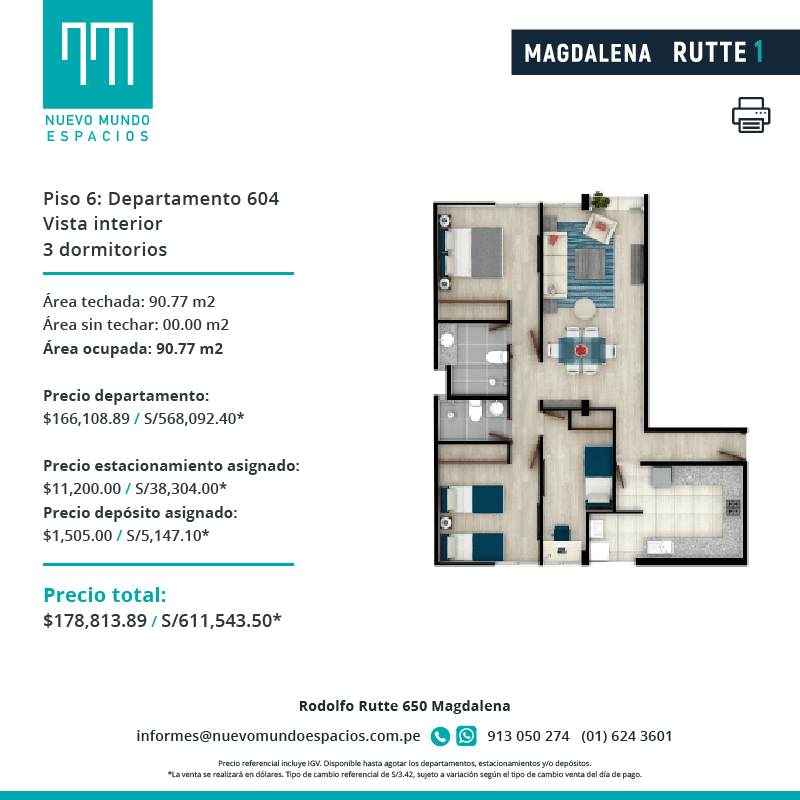 NUEVO MUNDO
ESPACIOS
MAGDALENA RUTTE 1
Piso 6: Departamento 604
Vista interior
3 dormitorios
Área techada: 90.77 m2
Área sin techar: 00.00 m2
Área ocupada: 90.77 m2
Precio departamento:
$166,108.89 / S/568,092.40*
Precio estacionamiento asignado:
$11,200.00 / S/38,304.00*
Precio depósito asignado:
$1,505.00 / S/5,147.10*
Precio total:
$178,813.89 / S/611,543.50*
Rodolfo Rutte 650 Magdalena
informes@nuevomundoespacios.com.pe 913 050 274 (01) 624 3601
Precio referencial incluye IGV. Disponible hasta agotar los departamentos, estacionamientos y/o depósitos.
*La venta se realizará en dólares. Tipo de cambio referencial de S/3.42, sujeto a variación según el tipo de cambio venta del día de pago.